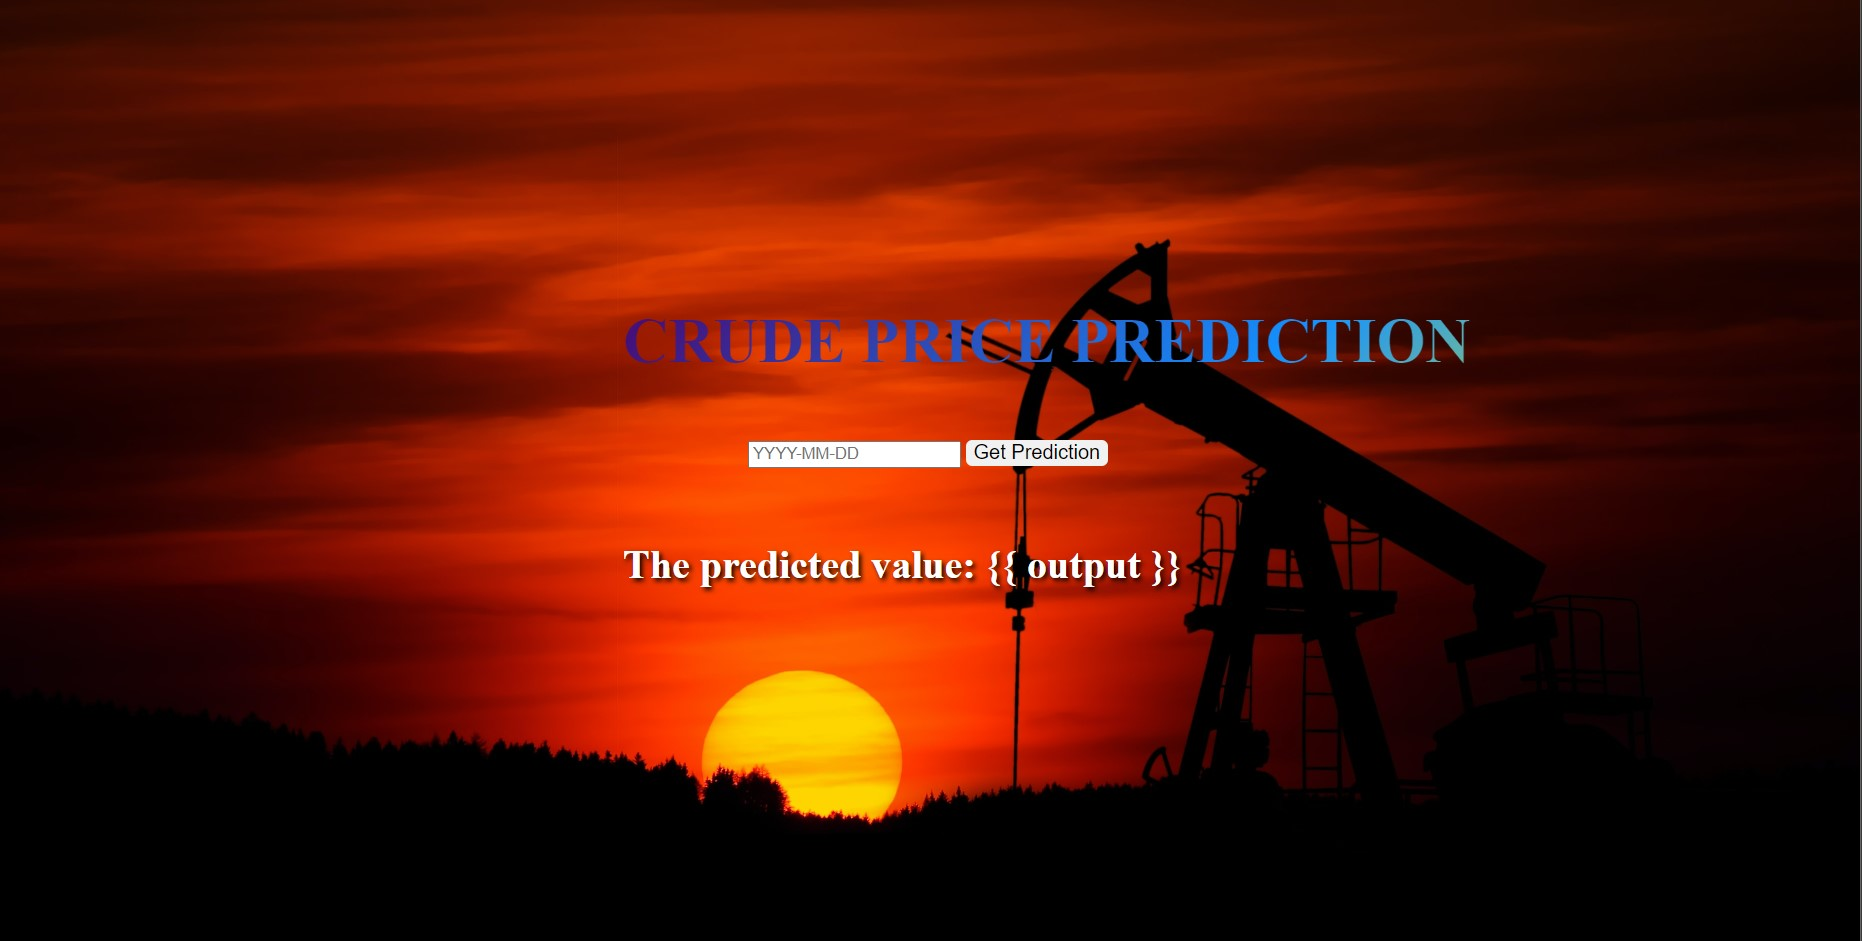 CRUDE PRICE PREDICTION
YYYY-MM-DD Get Prediction
The predicted value: {{ output }}